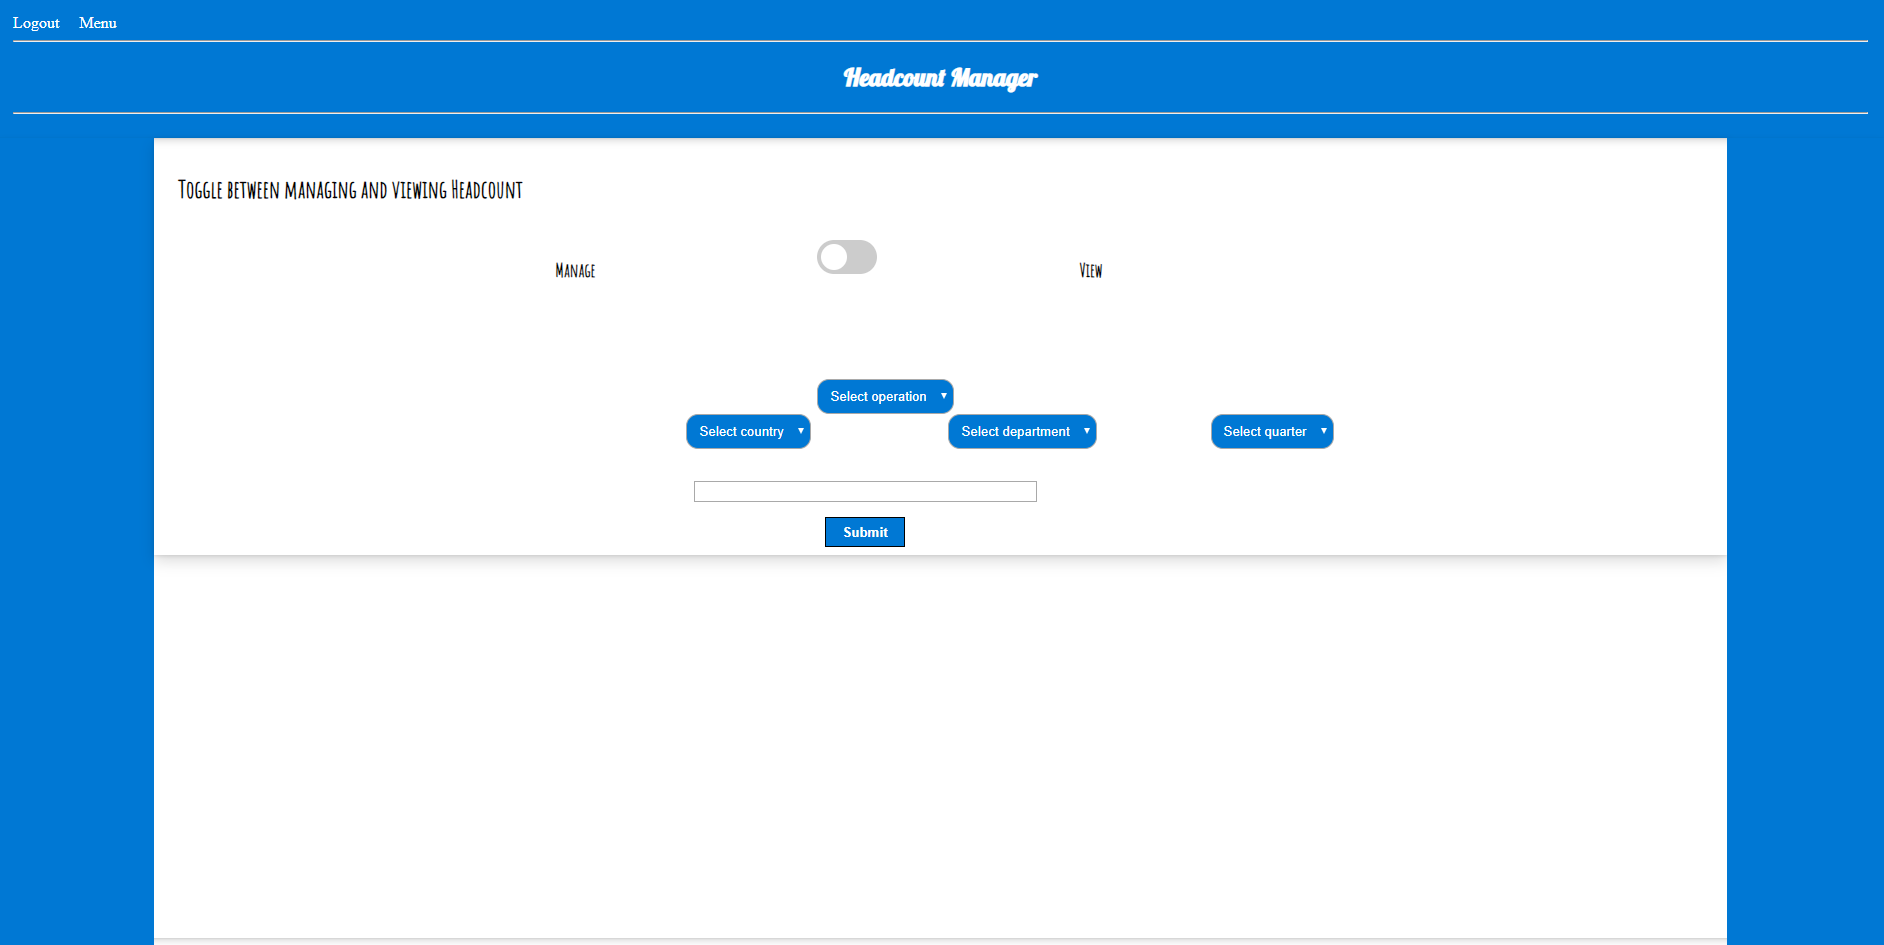 Logout Menu
Headcount Manager
Toggle between managing and viewing Headcount
Manage View
Select operation
Select country Select department Select quarter
Submit